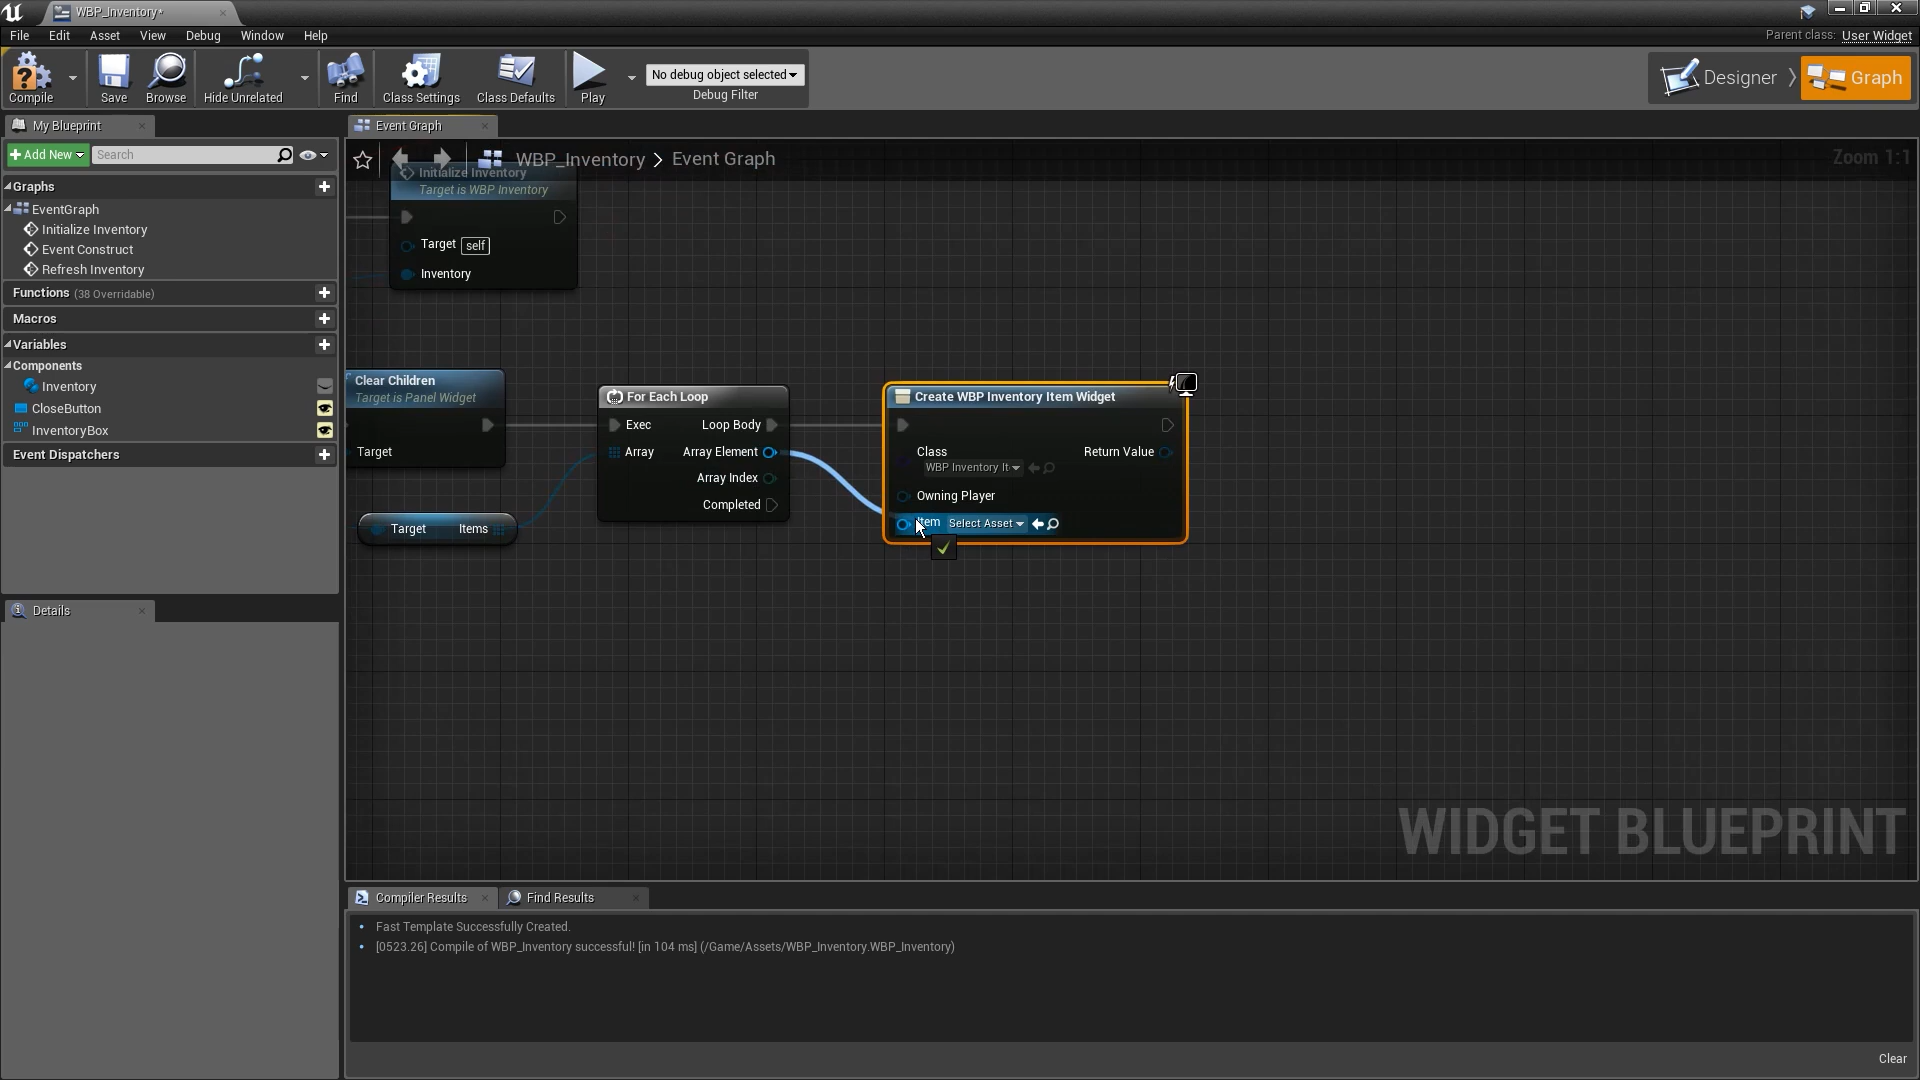 WBP_Inventory*
File Edit Asset View Debug Window Help
Parent class: User Widget
Compile Save Browse Hide Unrelated Find Class Settings Class Defaults Play
No debug object selected
Debug Filter
Designer Graph
My Blueprint
Event Graph
Add New Search
WBP_Inventory > Event Graph
Zoom 1:1
Graphs
EventGraph
Initialize Inventory
Event Construct
Refresh Inventory
Functions (38 Overridable)
Macros
Variables
Components
Inventory
CloseButton
InventoryBox
Event Dispatchers
Details
Initialize Inventory
Target is WBP Inventory
Target self
Inventory
Clear Children
Target is Panel Widget
Target
Target Items
For Each Loop
Exec Loop Body
Array Array Element
Array Index
Completed
Create WBP Inventory Item Widget
Class Return Value
WBP Inventory It
Owning Player
Item Select Asset
WIDGET BLUEPRINT
Compiler Results Find Results
Fast Template Successfully Created.
[0523.26] Compile of WBP_Inventory successful! [in 104 ms] (/Game/Assets/WBP_Inventory.WBP_Inventory)
Clear